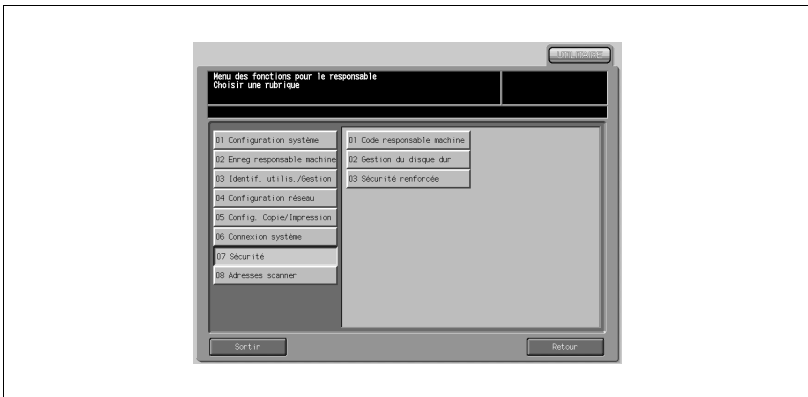 UTILITAIRE
Menu des fonctions pour le responsable
Choisir une rubrique
01 Configuration système
02 Enreg responsable machine
03 Identif. utilis./Gestion
04 Configuration réseau
05 Config. Copie/Impression
06 Connexion système
07 Sécurité
08 Adresses scanner
01 Code responsable machine
02 Gestion du disque dur
03 Sécurité renforcée
Sortir
Retour